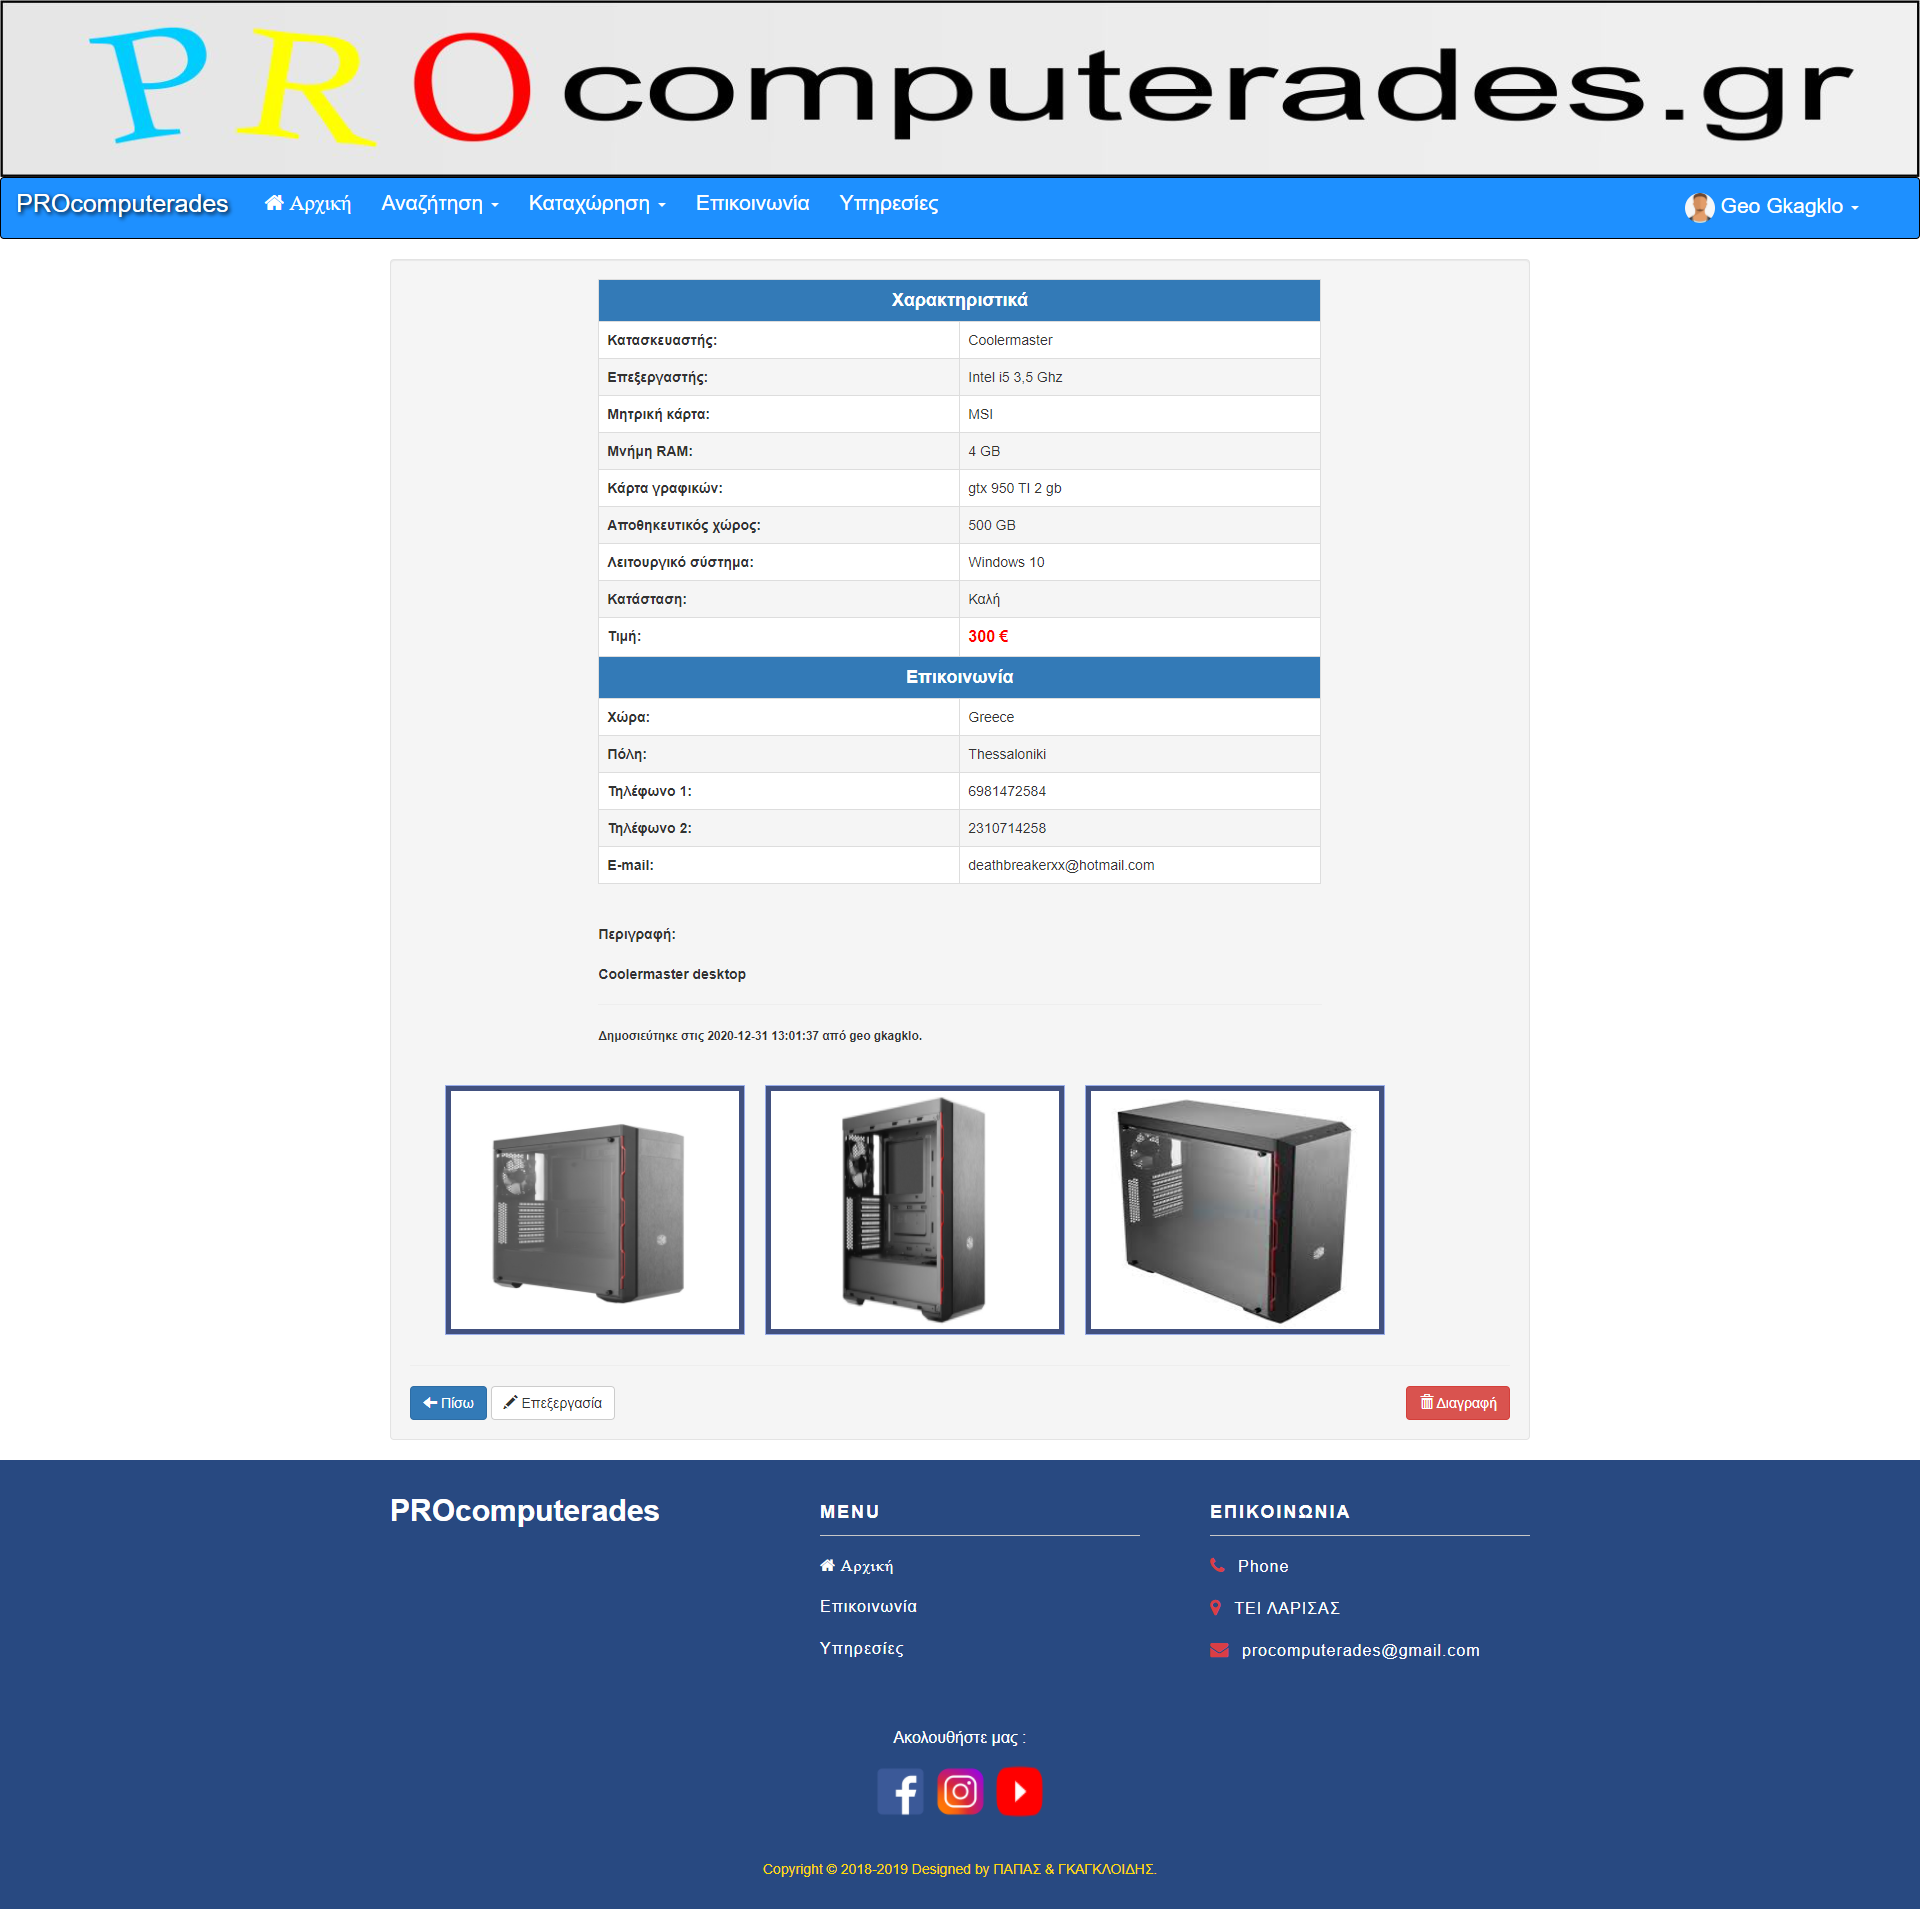 PROcomputerades.gr
PROcomputerades Αρχική Αναζήτηση Καταχώρηση Επικοινωνία Υπηρεσίες Geo Gkagklo
Χαρακτηριστικά
Κατασκευαστής: Coolermaster
Επεξεργαστής: Intel i5 3,5 Ghz
Μητρική κάρτα: MSI
Μνήμη RAM: 4 GB
Κάρτα γραφικών: gtx 950 TI 2 gb
Αποθηκευτικός χώρος: 500 GB
Λειτουργικό σύστημα: Windows 10
Κατάσταση: Καλή
Τιμή: 300 €
Επικοινωνία
Χώρα: Greece
Πόλη: Thessaloniki
Τηλέφωνο 1: 6981472584
Τηλέφωνο 2: 2310714258
E-mail: deathbreakerxx@hotmail.com
Περιγραφή:
Coolermaster desktop
Δημοσιεύτηκε στις 2020-12-31 13:01:37 από geo gkagklo.
Πίσω Επεξεργασία Διαγραφή
PROcomputerades
MENU
Αρχική
Επικοινωνία
Υπηρεσίες
ΕΠΙΚΟΙΝΩΝΙΑ
Phone
ΤΕΙ ΛΑΡΙΣΑΣ
procomputerades@gmail.com
Ακολουθήστε μας :
Copyright © 2018-2019 Designed by ΠΑΠΑΣ & ΓΚΑΓΚΛΟΙΔΗΣ.